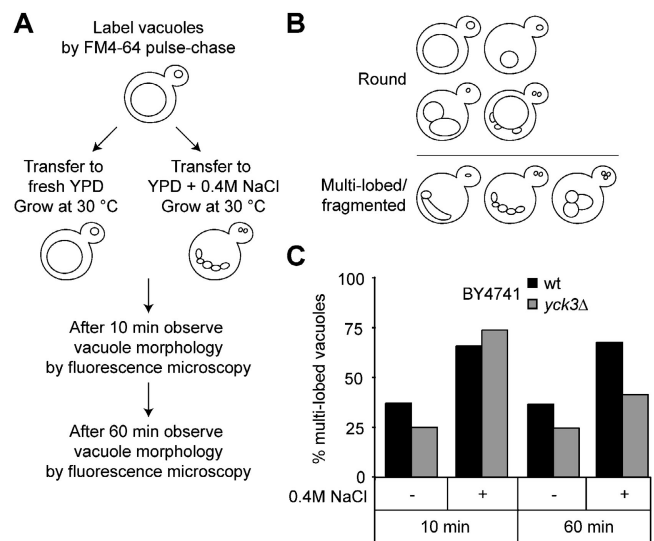 A
Label vacuoles
by FM4-64 pulse-chase
Transfer to
fresh YPD
Grow at 30 °C
Transfer to
YPD + 0.4M NaCl
Grow at 30 °C
After 10 min observe
vacuole morphology
by fluorescence microscopy
After 60 min observe
vacuole morphology
by fluorescence microscopy
B
Round
Multi-lobed/
fragmented
C
BY4741
wt
yck3Δ
% multi-lobed vacuoles
100
75
50
25
0
0.4M NaCl - + - +
10 min 60 min